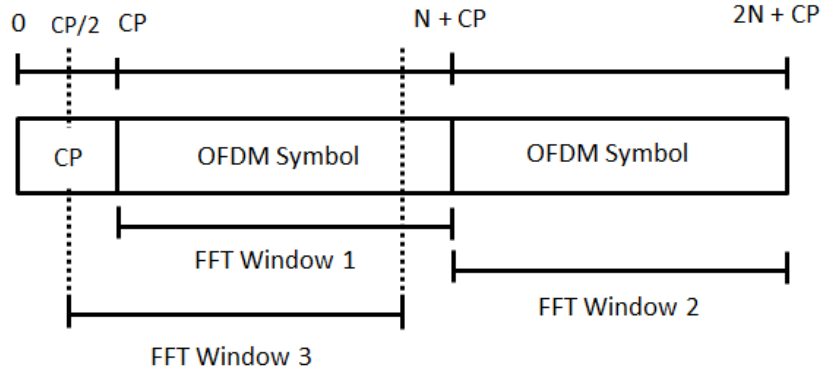 0 CP/2 CP N + CP 2N + CP
CP OFDM Symbol OFDM Symbol
FFT Window 1
FFT Window 2
FFT Window 3